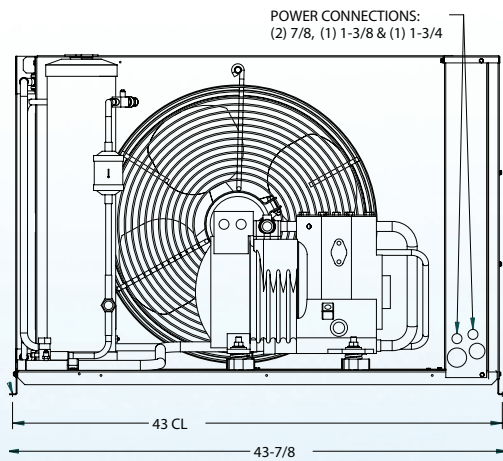 POWER CONNECTIONS:
(2) 7/8, (1) 1-3/8 & (1) 1-3/4
43 CL
43-7/8